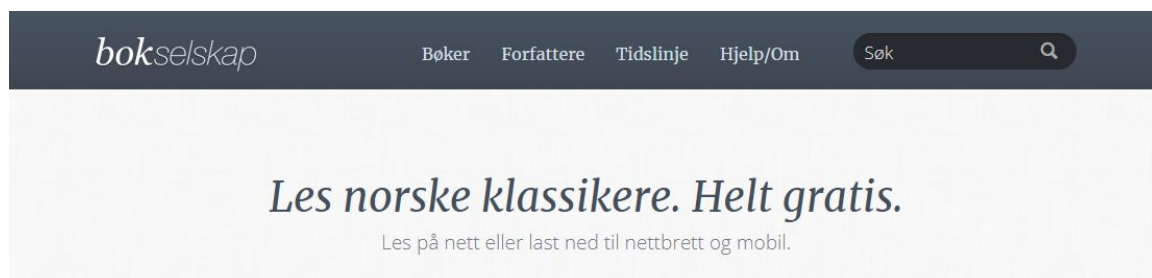 bokselskap Bøker Forfattere Tidslinje Hjelp/Om Søk
Les norske klassikere. Helt gratis.
Les på nett eller last ned til nettbrett og mobil.